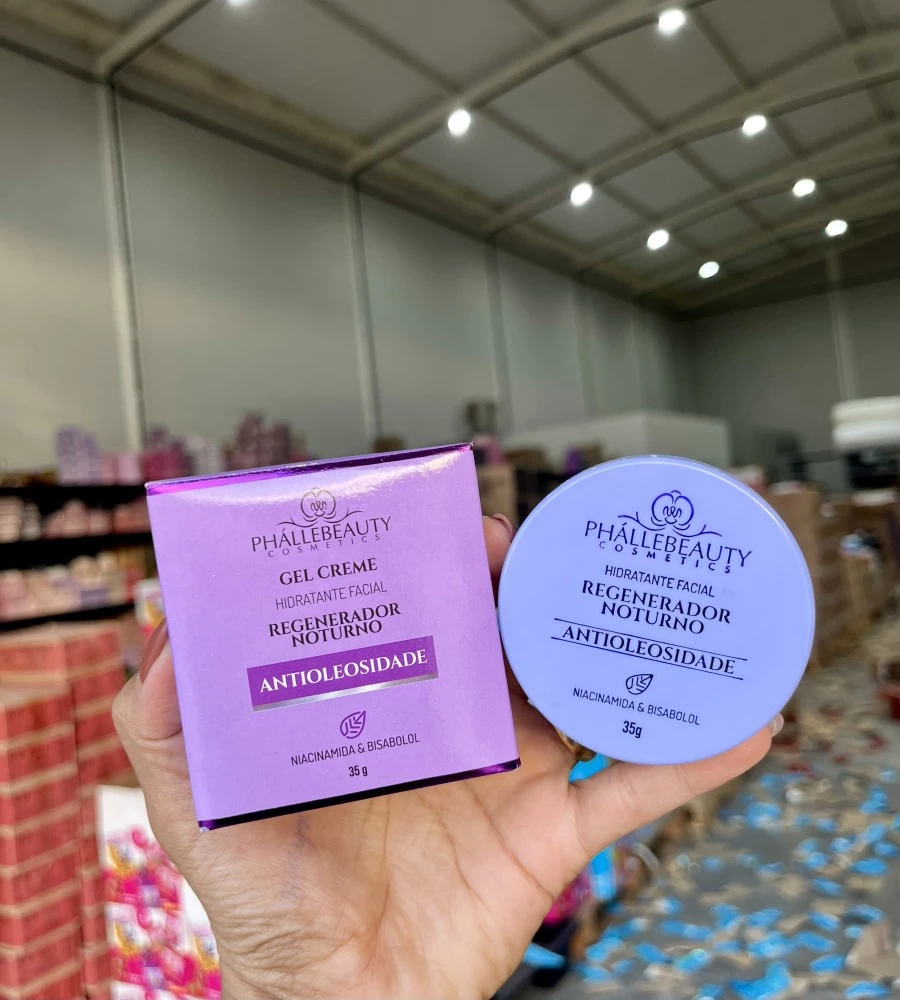 PHÁLLEBEAUTY
COSMETICS
GEL CREME
HIDRATANTE FACIAL
REGENERADOR
NOTURNO
ANTIOLEOSIDADE
NIACINAMIDA & BISABOLOL
35 g
PHÁLLEBEAUTY
COSMETICS
HIDRATANTE FACIAL
REGENERADOR
NOTURNO
ANTIOLEOSIDADE
NIACINAMIDA & BISABOLOL
35g